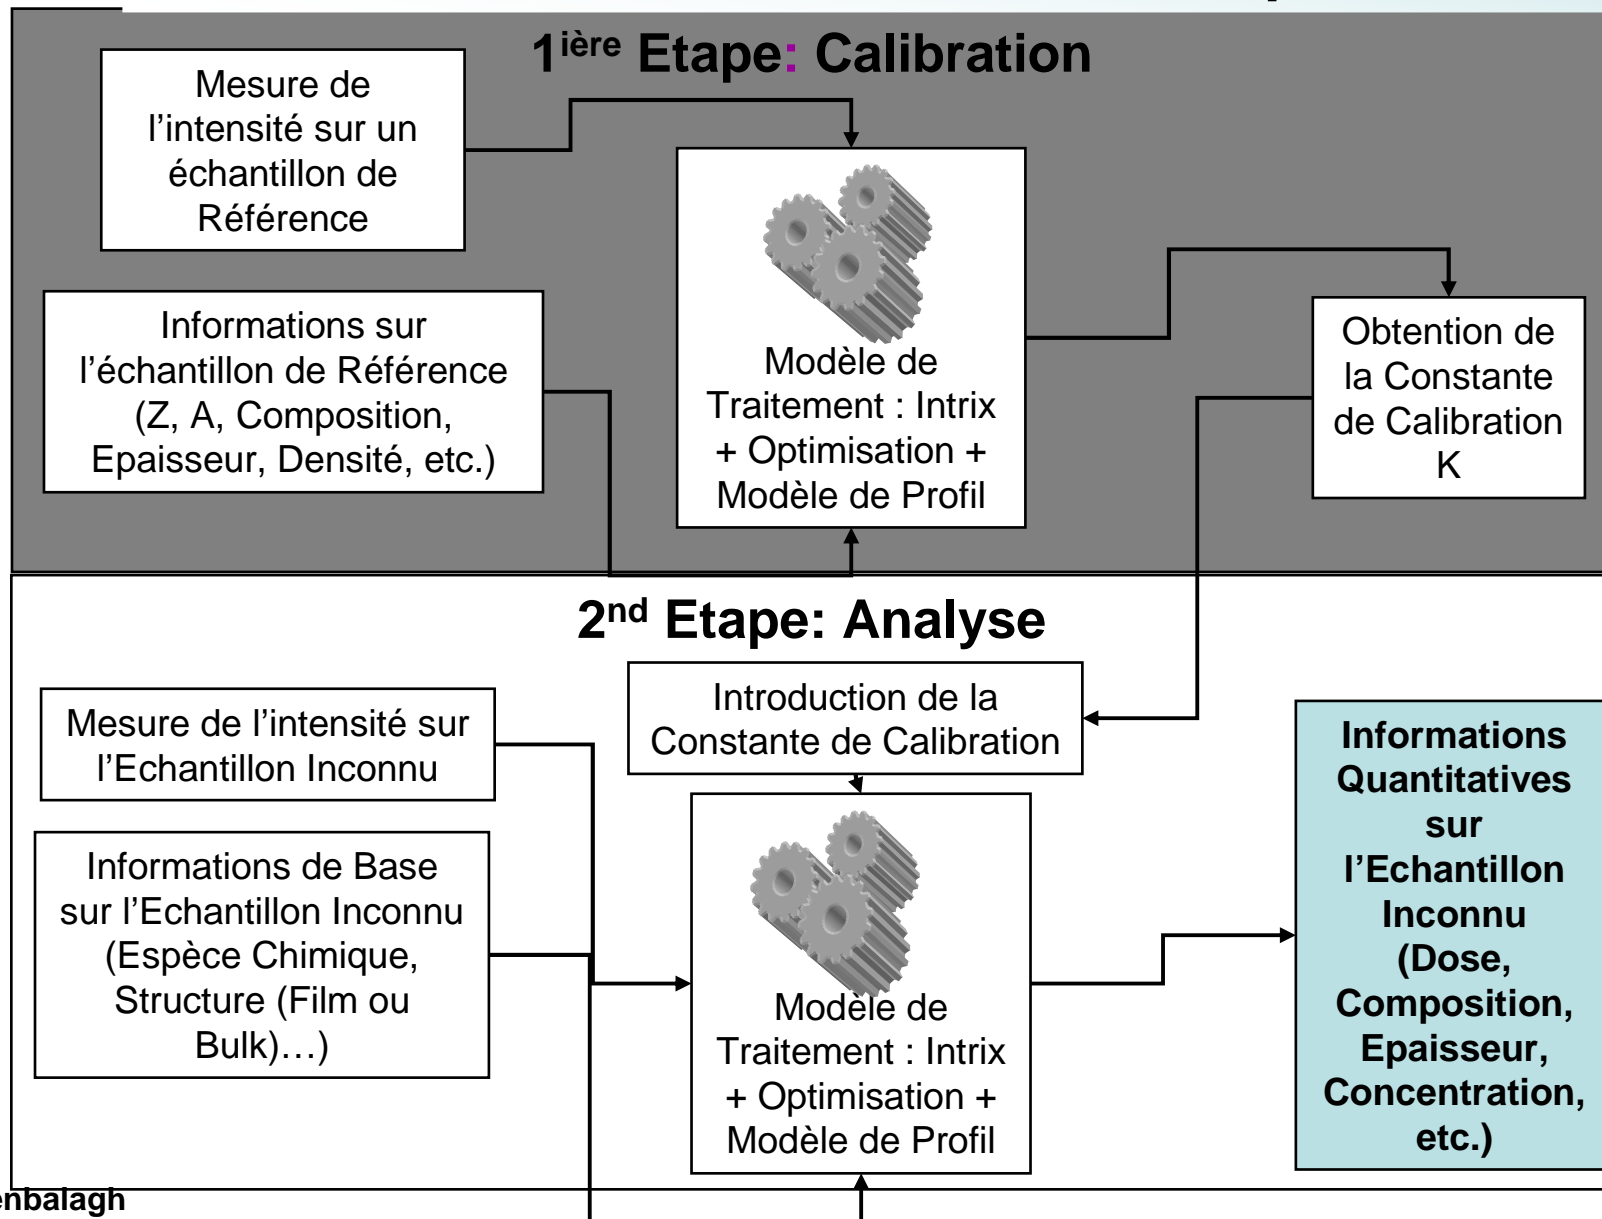 1ière Etape: Calibration
Mesure de
l’intensité sur un
échantillon de
Référence
Informations sur
l’échantillon de Référence
(Z, A, Composition,
Epaisseur, Densité, etc.)
Modèle de
Traitement : Intrix
+ Optimisation +
Modèle de Profil
Obtention de
la Constante
de Calibration
K
2nd Etape: Analyse
Introduction de la
Constante de Calibration
Mesure de l’intensité sur
l’Echantillon Inconnu
Informations de Base
sur l’Echantillon Inconnu
(Espèce Chimique,
Structure (Film ou
Bulk)…)
Modèle de
Traitement : Intrix
+ Optimisation +
Modèle de Profil
Informations
Quantitatives
sur
l’Echantillon
Inconnu
(Dose,
Composition,
Epaisseur,
Concentration,
etc.)
enbalagh